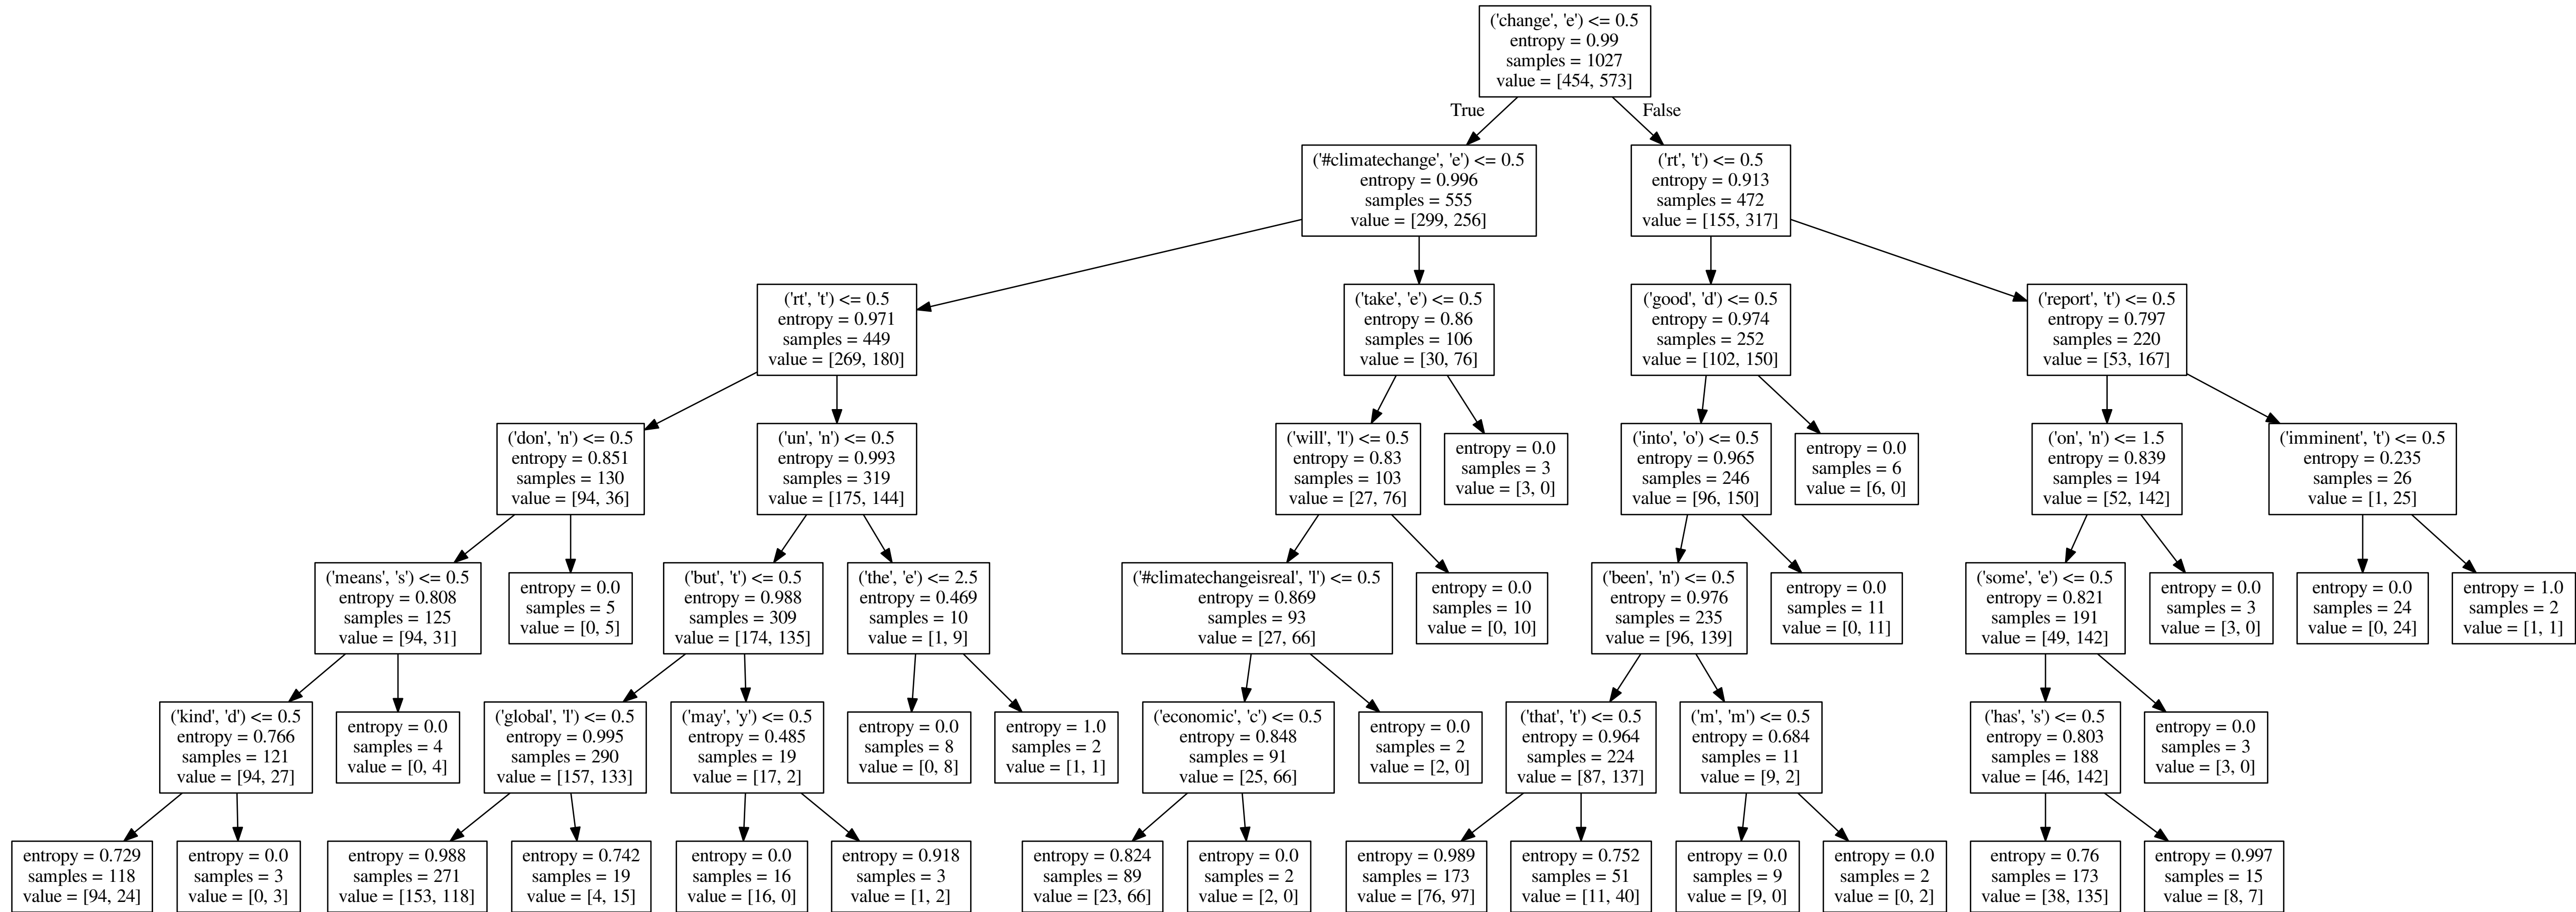 ('change', 'e') <= 0.5
entropy = 0.99
samples = 1027
value = [454, 573]
True
False
('#climatechange', 'e') <= 0.5
entropy = 0.996
samples = 555
value = [299, 256]
('rt', 't') <= 0.5
entropy = 0.913
samples = 472
value = [155, 317]
('rt', 't') <= 0.5
entropy = 0.971
samples = 449
value = [269, 180]
('take', 'e') <= 0.5
entropy = 0.86
samples = 106
value = [30, 76]
('good', 'd') <= 0.5
entropy = 0.974
samples = 252
value = [102, 150]
('report', 't') <= 0.5
entropy = 0.797
samples = 220
value = [53, 167]
('don', 'n') <= 0.5
entropy = 0.851
samples = 130
value = [94, 36]
('un', 'n') <= 0.5
entropy = 0.993
samples = 319
value = [175, 144]
('will', 'l') <= 0.5
entropy = 0.83
samples = 103
value = [27, 76]
entropy = 0.0
samples = 3
value = [3, 0]
('into', 'o') <= 0.5
entropy = 0.965
samples = 246
value = [96, 150]
entropy = 0.0
samples = 6
value = [6, 0]
('on', 'n') <= 1.5
entropy = 0.839
samples = 194
value = [52, 142]
('imminent', 't') <= 0.5
entropy = 0.235
samples = 26
value = [1, 25]
('means', 's') <= 0.5
entropy = 0.808
samples = 125
value = [94, 31]
entropy = 0.0
samples = 5
value = [0, 5]
('but', 't') <= 0.5
entropy = 0.988
samples = 309
value = [174, 135]
('the', 'e') <= 2.5
entropy = 0.469
samples = 10
value = [1, 9]
('#climatechangeisreal', 'l') <= 0.5
entropy = 0.869
samples = 93
value = [27, 66]
entropy = 0.0
samples = 10
value = [0, 10]
('been', 'n') <= 0.5
entropy = 0.976
samples = 235
value = [96, 139]
entropy = 0.0
samples = 11
value = [0, 11]
('some', 'e') <= 0.5
entropy = 0.821
samples = 191
value = [49, 142]
entropy = 0.0
samples = 3
value = [3, 0]
entropy = 0.0
samples = 24
value = [0, 24]
entropy = 1.0
samples = 2
value = [1, 1]
('kind', 'd') <= 0.5
entropy = 0.766
samples = 121
value = [94, 27]
entropy = 0.0
samples = 4
value = [0, 4]
('global', 'l') <= 0.5
entropy = 0.995
samples = 290
value = [157, 133]
('may', 'y') <= 0.5
entropy = 0.485
samples = 19
value = [17, 2]
entropy = 0.0
samples = 8
value = [0, 8]
entropy = 1.0
samples = 2
value = [1, 1]
('economic', 'c') <= 0.5
entropy = 0.848
samples = 91
value = [25, 66]
entropy = 0.0
samples = 2
value = [2, 0]
('that', 't') <= 0.5
entropy = 0.964
samples = 224
value = [87, 137]
('m', 'm') <= 0.5
entropy = 0.684
samples = 11
value = [9, 2]
('has', 's') <= 0.5
entropy = 0.803
samples = 188
value = [46, 142]
entropy = 0.0
samples = 3
value = [3, 0]
entropy = 0.729
samples = 118
value = [94, 24]
entropy = 0.0
samples = 3
value = [0, 3]
entropy = 0.988
samples = 271
value = [153, 118]
entropy = 0.742
samples = 19
value = [4, 15]
entropy = 0.0
samples = 16
value = [16, 0]
entropy = 0.918
samples = 3
value = [1, 2]
entropy = 0.824
samples = 89
value = [23, 66]
entropy = 0.0
samples = 2
value = [2, 0]
entropy = 0.989
samples = 173
value = [76, 97]
entropy = 0.752
samples = 51
value = [11, 40]
entropy = 0.0
samples = 9
value = [9, 0]
entropy = 0.0
samples = 2
value = [0, 2]
entropy = 0.76
samples = 173
value = [38, 135]
entropy = 0.997
samples = 15
value = [8, 7]